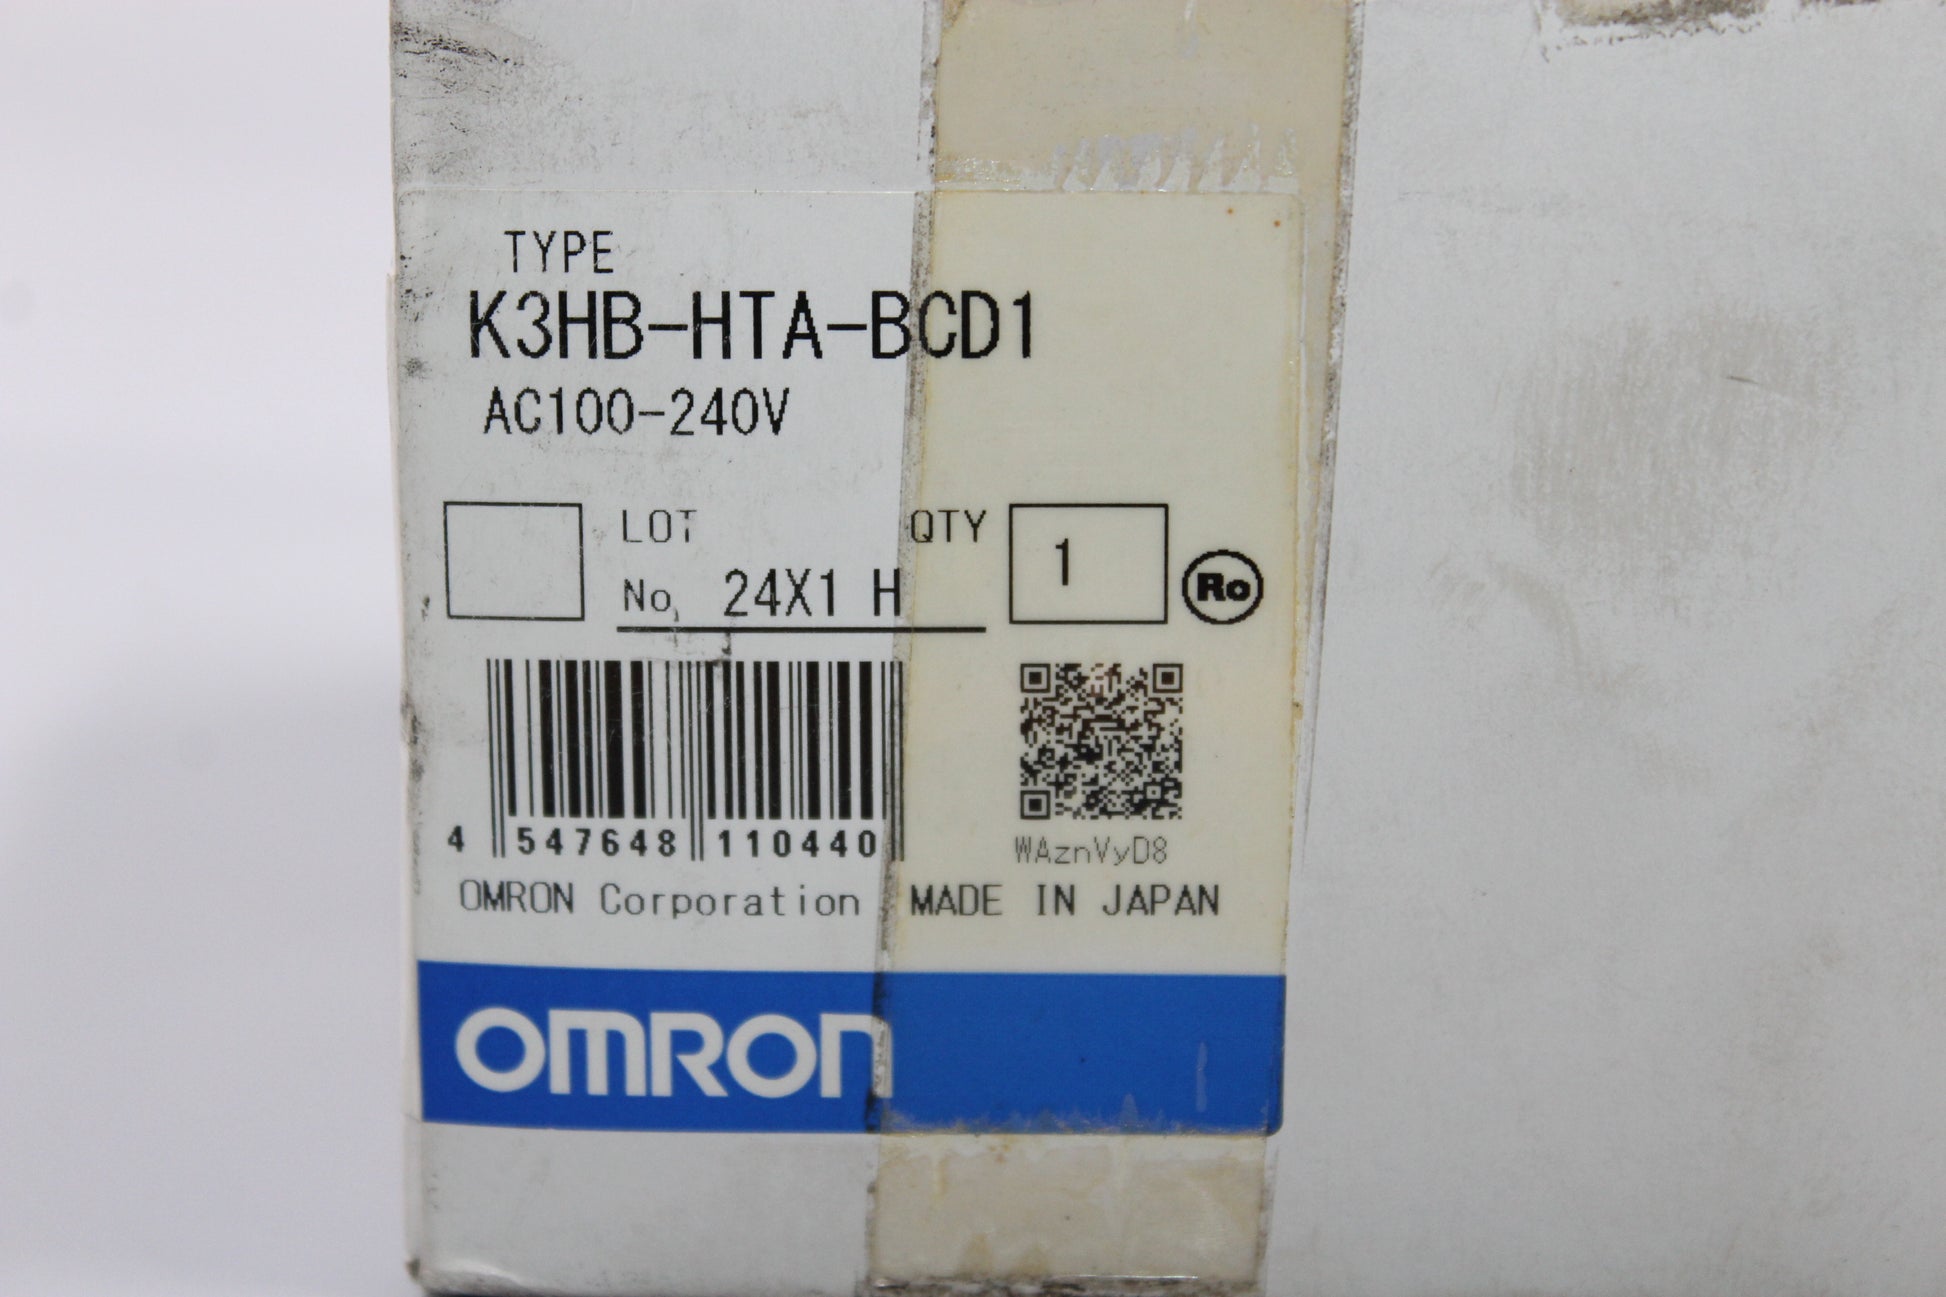 TYPE
K3HB-HTA-BCD1
AC100-240V
LOT
No. 24X1 H
QTY
1
Ro
4 547648 110440
WAznVyD8
OMRON Corporation MADE IN JAPAN
OMRON